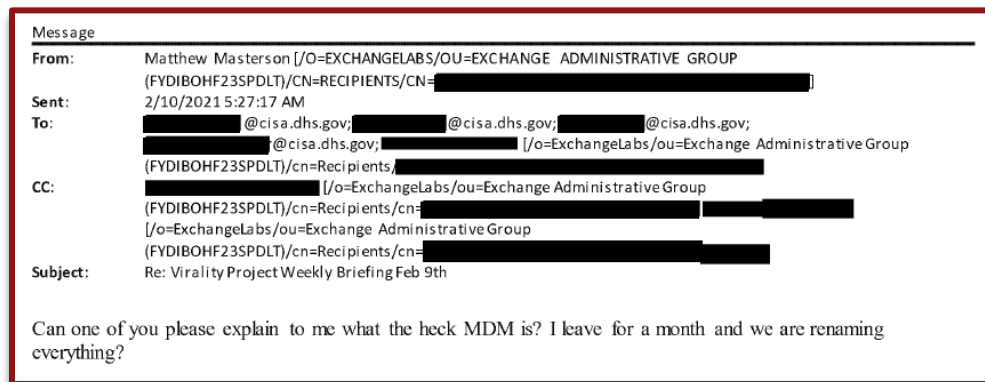 Message
From: Matthew Masterson [/O=EXCHANGELABS/OU=EXCHANGE ADMINISTRATIVE GROUP
(FYDIBOHF23SPDLT)/CN=RECIPIENTS/CN= ]
Sent: 2/10/2021 5:27:17 AM
To: @cisa.dhs.gov; @cisa.dhs.gov; @cisa.dhs.gov;
@cisa.dhs.gov; [/o=ExchangeLabs/ou=Exchange Administrative Group
(FYDIBOHF23SPDLT)/cn=Recipients/
CC: [/o=ExchangeLabs/ou=Exchange Administrative Group
(FYDIBOHF23SPDLT)/cn=Recipients/cn=
[/o=ExchangeLabs/ou=Exchange Administrative Group
(FYDIBOHF23SPDLT)/cn=Recipients/cn=
Subject: Re: Virality Project Weekly Briefing Feb 9th
Can one of you please explain to me what the heck MDM is? I leave for a month and we are renaming
everything?